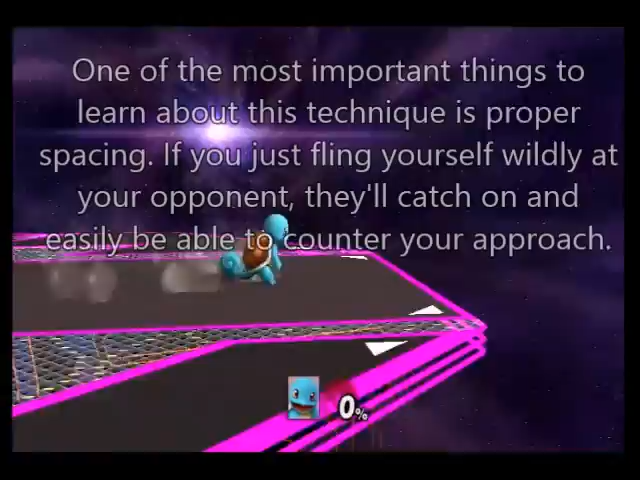 One of the most important things to
learn about this technique is proper
spacing. If you just fling yourself wildly at
your opponent, they'll catch on and
easily be able to counter your approach.
0%